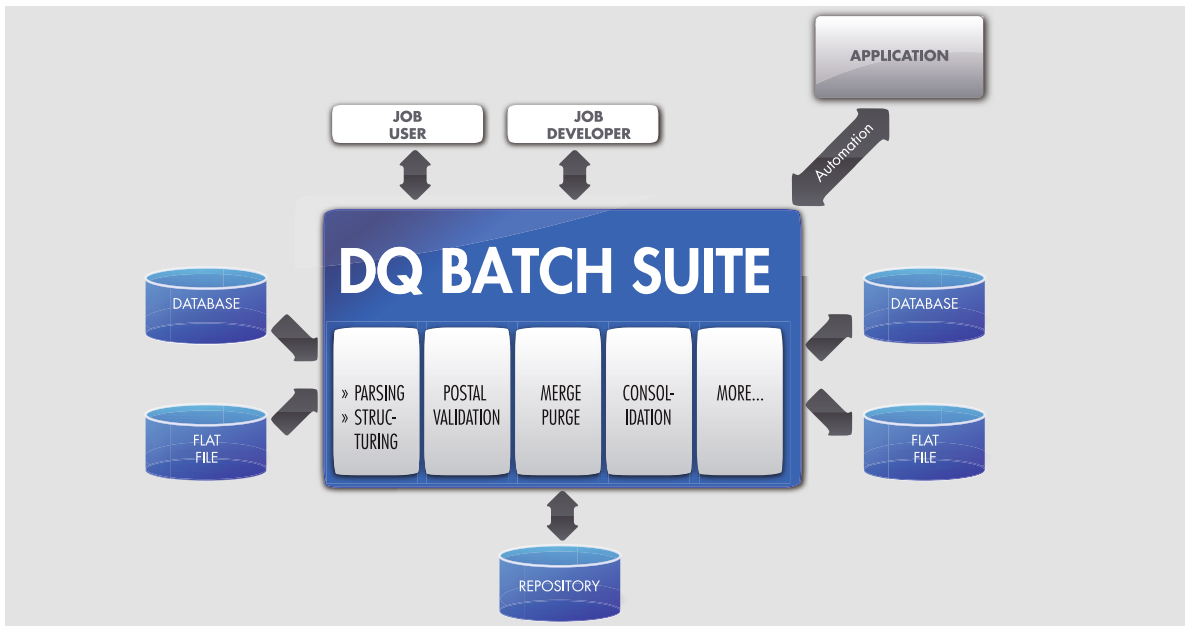 APPLICATION
JOB
USER
JOB
DEVELOPER
Automation
DQ BATCH SUITE
DATABASE
FLAT
FILE
» PARSING
» STRUC-
TURING
POSTAL
VALIDATION
MERGE
PURGE
CONSOL-
IDATION
MORE...
DATABASE
FLAT
FILE
REPOSITORY